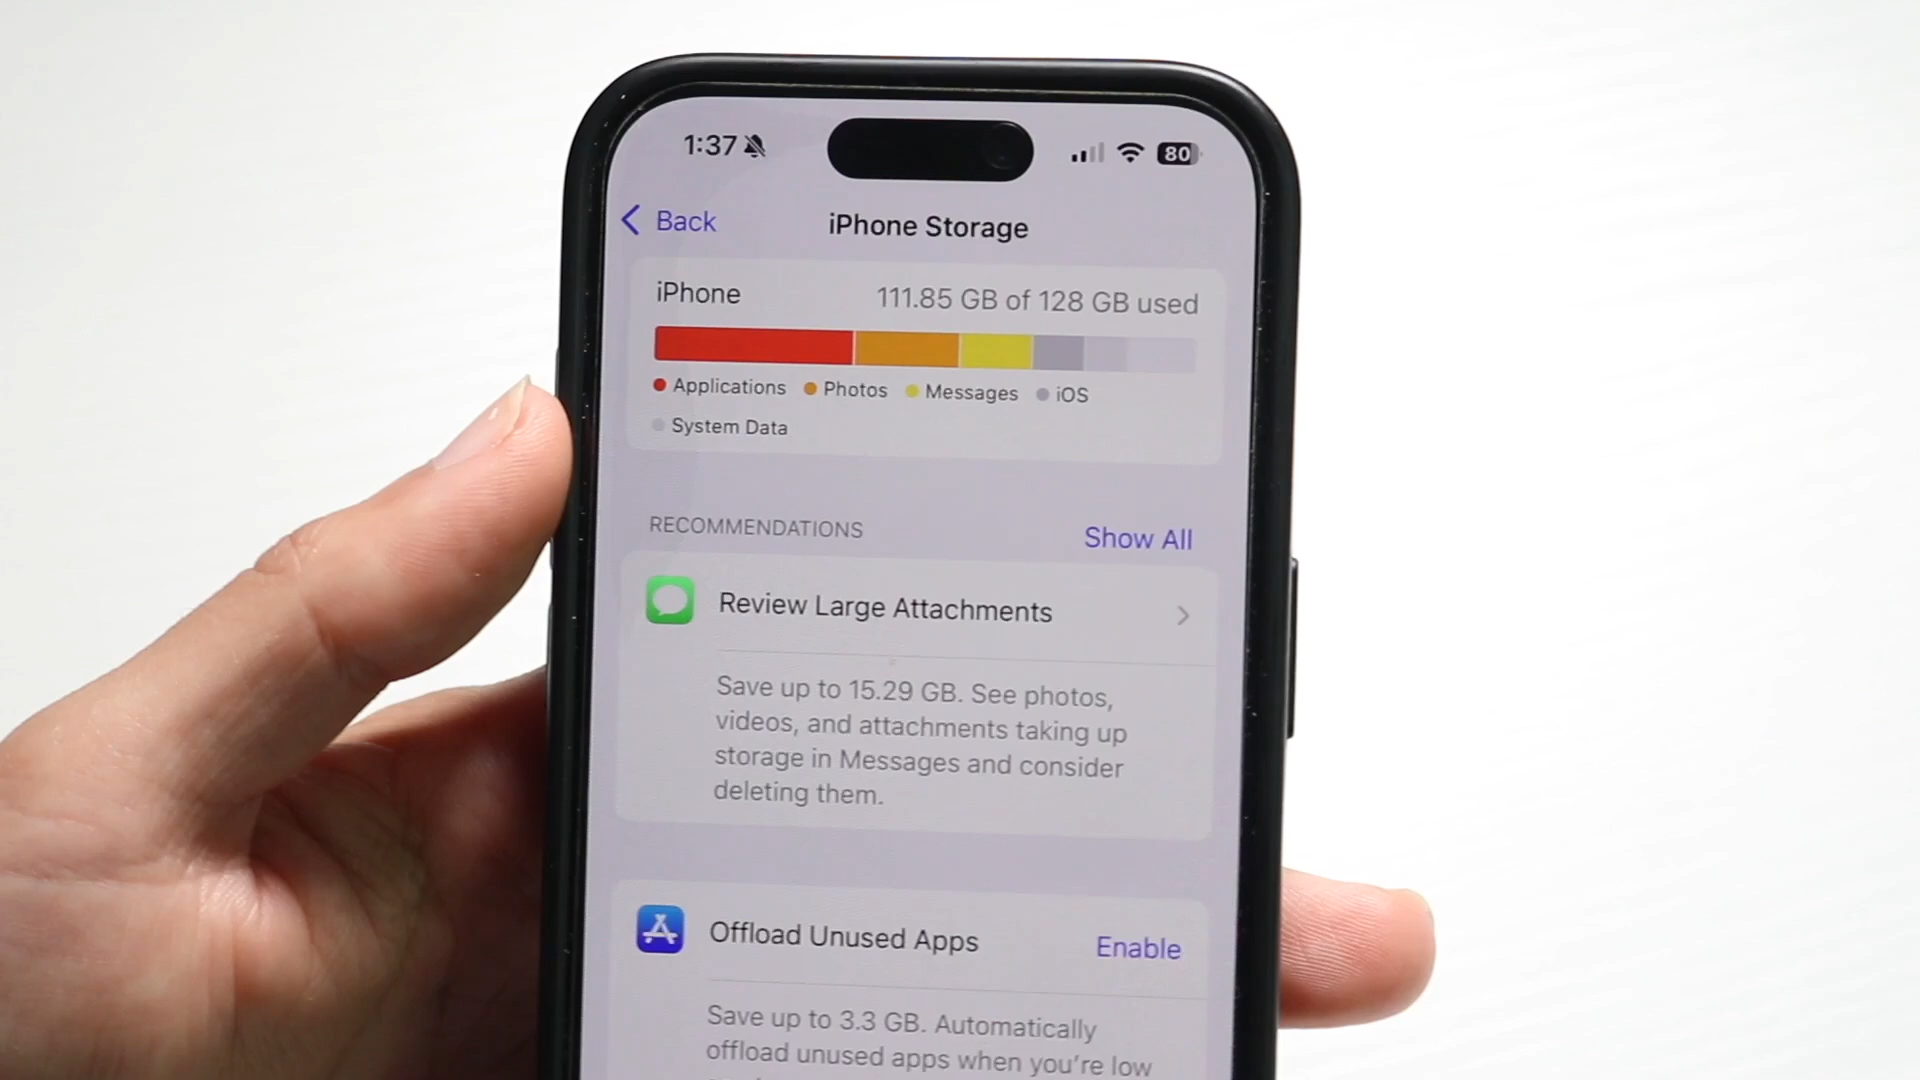 1:37
80
Back
iPhone Storage
iPhone
111.85 GB of 128 GB used
Applications
Photos
Messages
iOS
System Data
RECOMMENDATIONS
Show All
Review Large Attachments
Save up to 15.29 GB. See photos,
videos, and attachments taking up
storage in Messages and consider
deleting them.
Offload Unused Apps
Enable
Save up to 3.3 GB. Automatically
offload unused apps when you're low